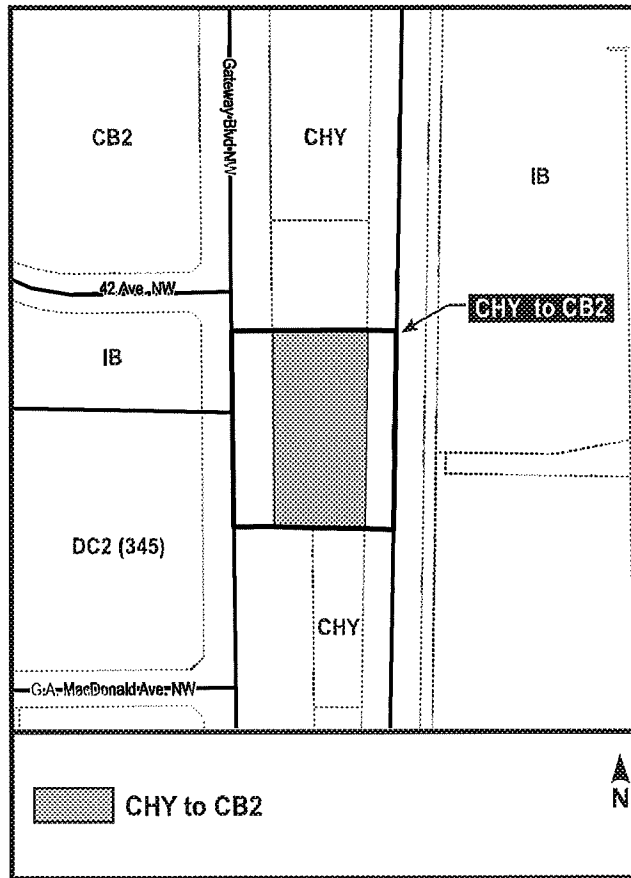 CB2
Gateway Blvd NW
CHY
IB
42 Ave. NW
CHY to CB2
IB
DC2 (345)
CHY
G.A. MacDonald Ave. NW
CHY to CB2
N